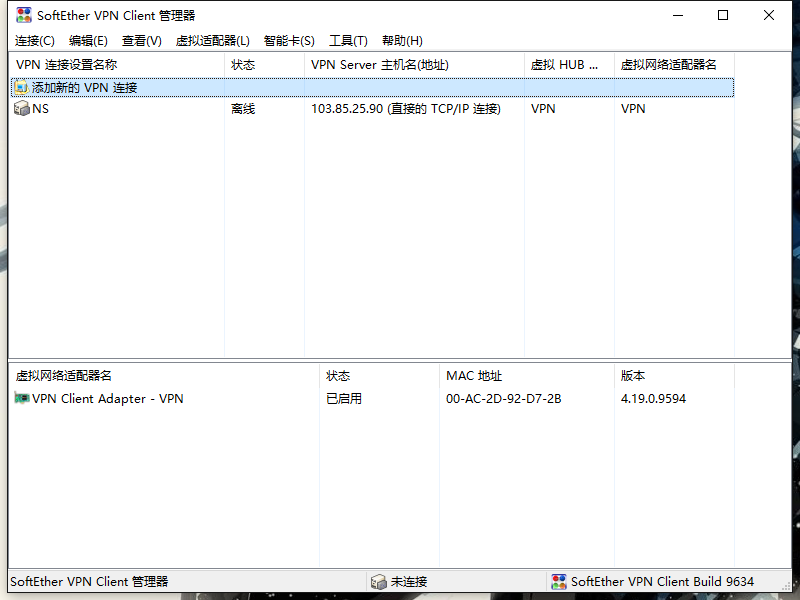 SoftEther VPN Client 管理器
连接(C) 编辑(E) 查看(V) 虚拟适配器(L) 智能卡(S) 工具(T) 帮助(H)
VPN 连接设置名称 状态 VPN Server 主机名(地址) 虚拟 HUB ... 虚拟网络适配器名
添加新的 VPN 连接
NS 离线 103.85.25.90 (直接的 TCP/IP 连接) VPN VPN
虚拟网络适配器名 状态 MAC 地址 版本
VPN Client Adapter - VPN 已启用 00-AC-2D-92-D7-2B 4.19.0.9594
SoftEther VPN Client 管理器 未连接 SoftEther VPN Client Build 9634